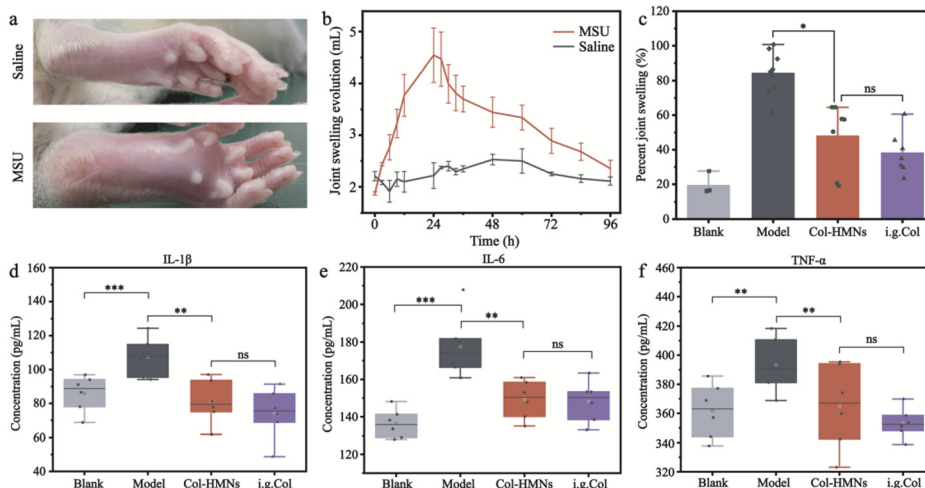 a
Saline
MSU
b
Joint swelling evolution (mL)
5
4
3
2
MSU
Saline
0
24
48
72
96
Time (h)
c
Percent joint swelling (%)
120
100
80
60
40
20
0
*
ns
Blank
Model
Col-HMNs
i.g.Col
d
IL-1β
Concentration (pg/mL)
160
140
120
100
80
60
40
***
**
ns
Blank
Model
Col-HMNs
i.g.Col
e
IL-6
Concentration (pg/mL)
220
200
180
160
140
120
100
***
**
ns
Blank
Model
Col-HMNs
i.g.Col
f
TNF-α
Concentration (pg/mL)
460
440
420
400
380
360
340
320
**
**
ns
Blank
Model
Col-HMNs
i.g.Col